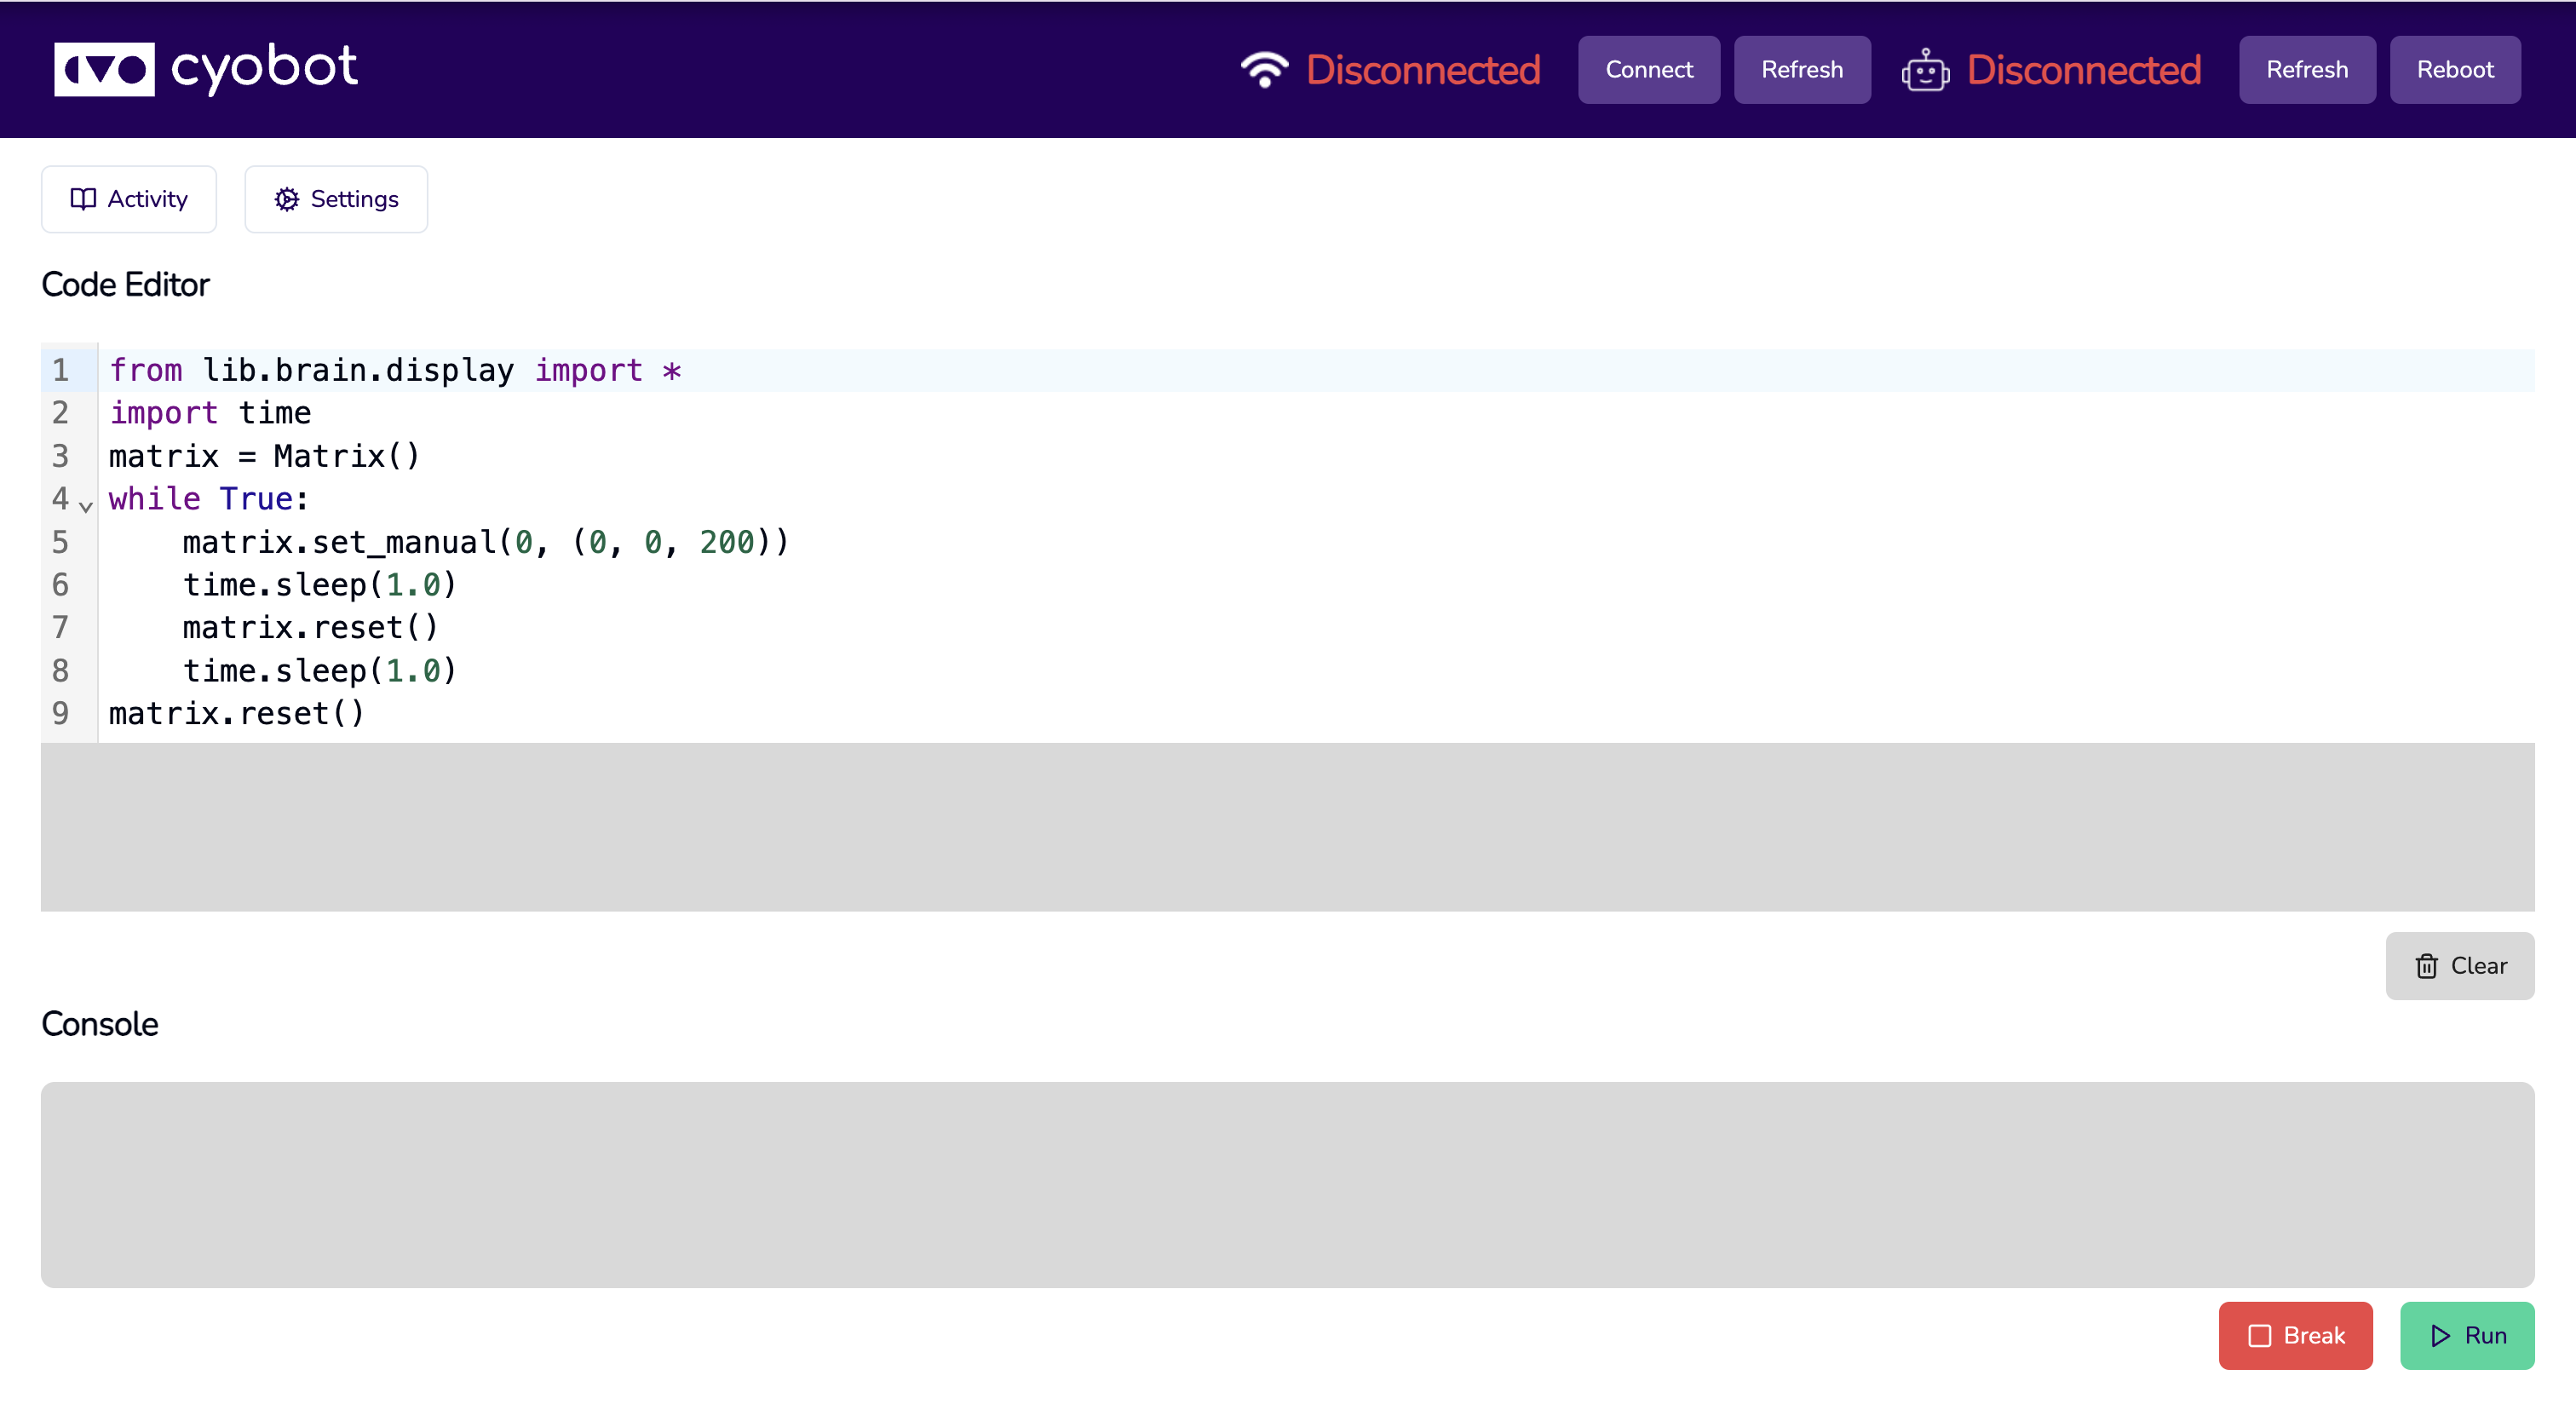 cyobot
Disconnected Connect Refresh Disconnected Refresh Reboot
Activity Settings
Code Editor
1 from lib.brain.display import *
2 import time
3 matrix = Matrix()
4 while True:
5     matrix.set_manual(0, (0, 0, 200))
6     time.sleep(1.0)
7     matrix.reset()
8     time.sleep(1.0)
9 matrix.reset()
Clear
Console
Break Run